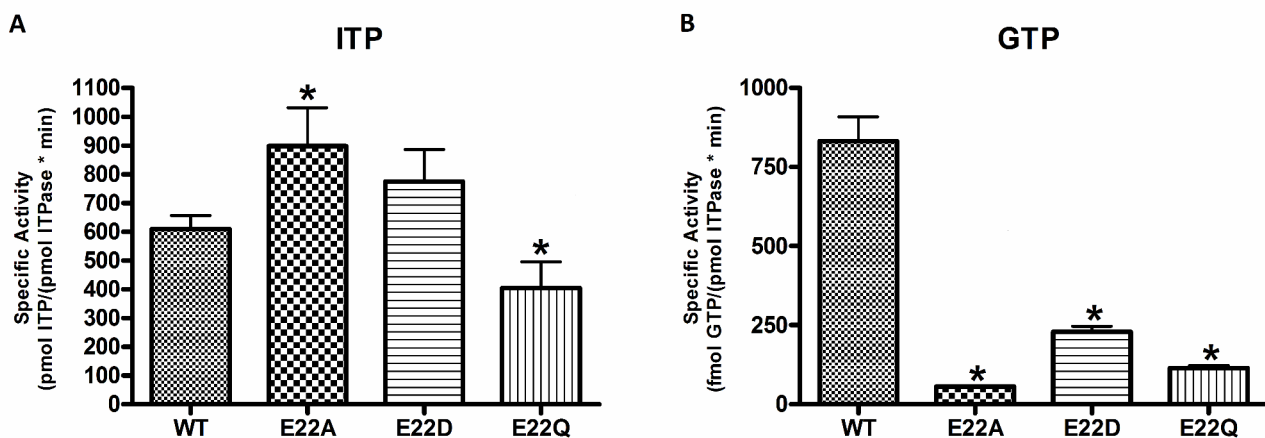 A
ITP
Specific Activity
(pmol ITP/(pmol ITPase * min)
1100
1000
900
800
700
600
500
400
300
200
100
0
*
*
WT E22A E22D E22Q
B
GTP
Specific Activity
(fmol GTP/(pmol ITPase * min)
1000
750
500
250
0
*
*
*
WT E22A E22D E22Q